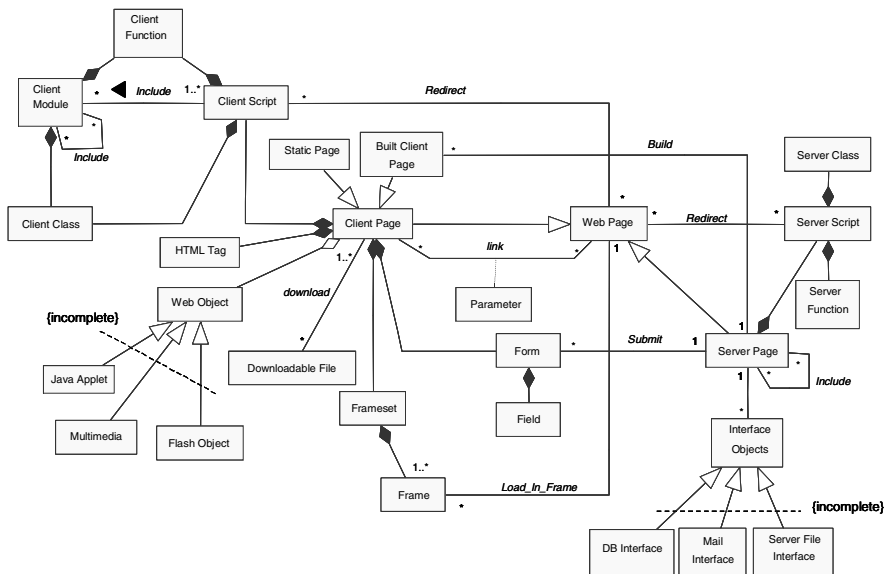 Client
Function
Client
Module
*
Include
1..*
Client Script
*
Redirect
*
*
Include
Static Page
Built Client
Page
*
Build
Server Class
Client Class
Client Page
Web Page
*
*
Redirect
*
Server Script
HTML Tag
1..*
*
link
*
1
Web Object
download
Parameter
Server
Function
{incomplete}
*
Form
*
Submit
1
1
Server Page
Java Applet
Downloadable File
1
*
*
Include
Multimedia
Flash Object
Frameset
Field
*
Interface
Objects
1..*
Frame
*
Load_In_Frame
{incomplete}
DB Interface
Mail
Interface
Server File
Interface